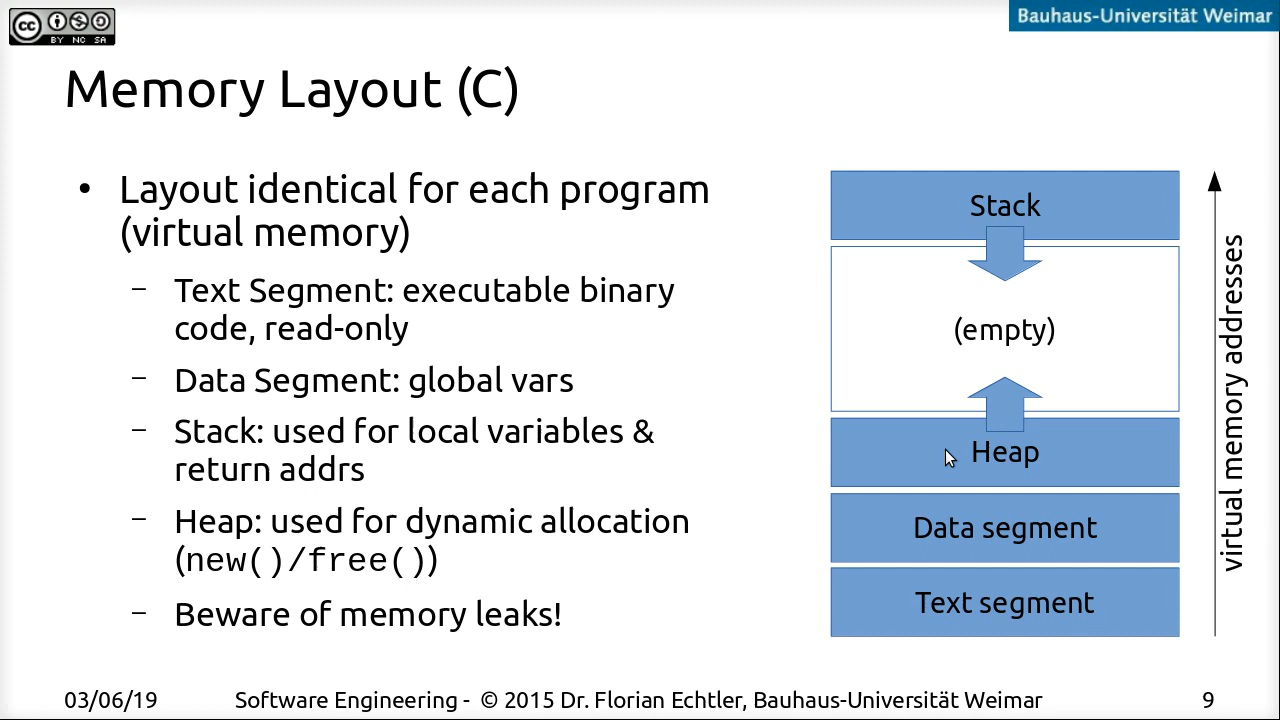 BY NC SA
Bauhaus-Universität Weimar
Memory Layout (C)
• Layout identical for each program
(virtual memory)
– Text Segment: executable binary
code, read-only
– Data Segment: global vars
– Stack: used for local variables &
return addrs
– Heap: used for dynamic allocation
(new()/free())
– Beware of memory leaks!
Stack
(empty)
Heap
Data segment
Text segment
virtual memory addresses
03/06/19
Software Engineering - © 2015 Dr. Florian Echtler, Bauhaus-Universität Weimar
9